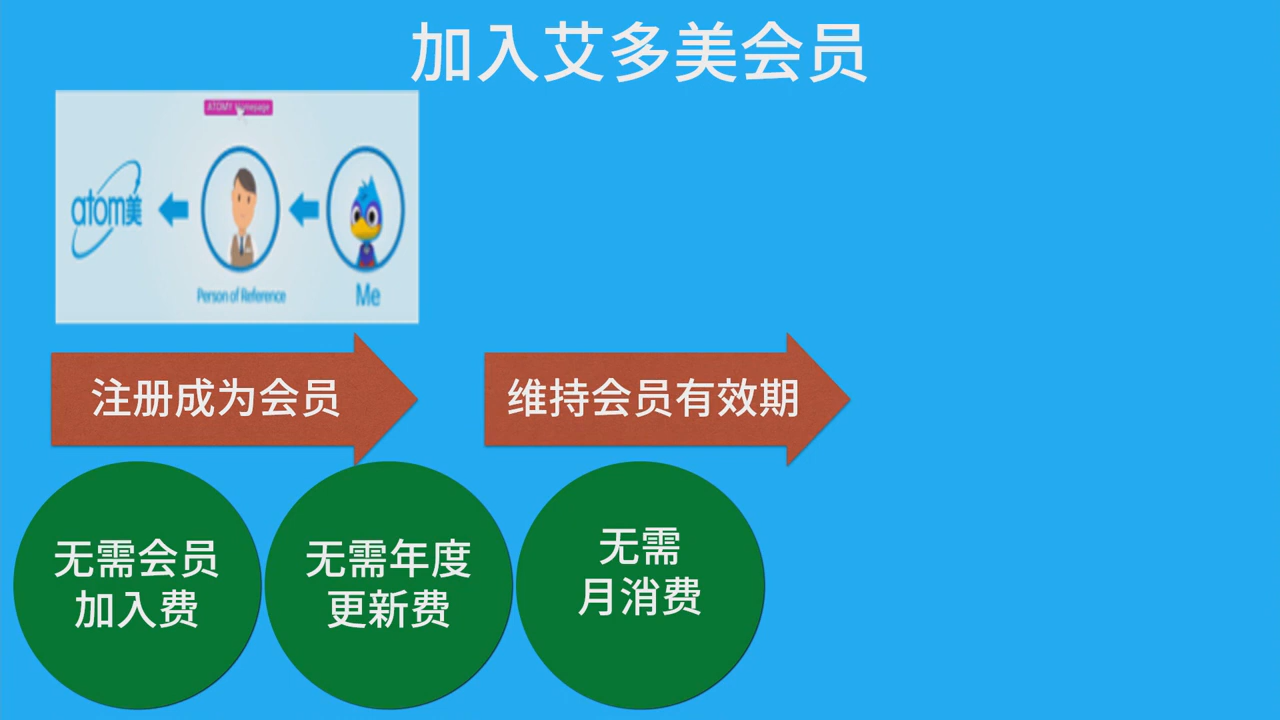 加入艾多美会员
ATOMY Homepage
atom美
Person of Reference
Me
注册成为会员
维持会员有效期
无需会员
加入费
无需年度
更新费
无需
月消费